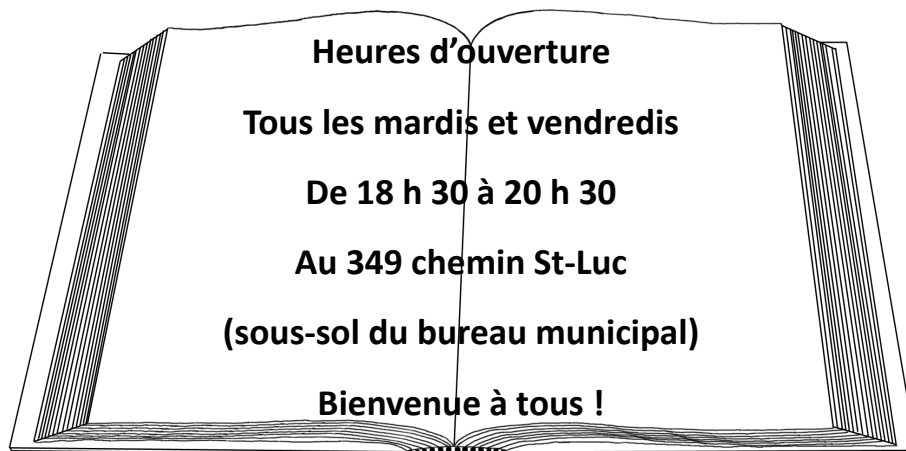 Heures d’ouverture
Tous les mardis et vendredis
De 18 h 30 à 20 h 30
Au 349 chemin St-Luc
(sous-sol du bureau municipal)
Bienvenue à tous !